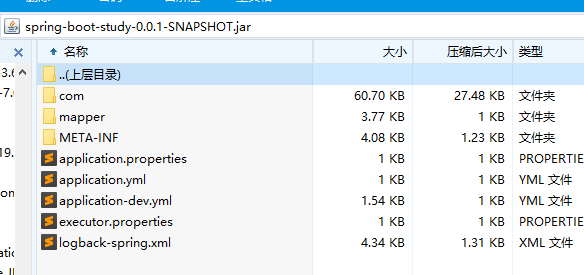 spring-boot-study-0.0.1-SNAPSHOT.jar
名称 大小 压缩后大小 类型
..(上层目录)
com 60.70 KB 27.48 KB 文件夹
mapper 3.77 KB 1 KB 文件夹
META-INF 4.08 KB 1.23 KB 文件夹
application.properties 1 KB 1 KB PROPERTIE
application.yml 1 KB 1 KB YML 文件
application-dev.yml 1.54 KB 1 KB YML 文件
executor.properties 1 KB 1 KB PROPERTIE
logback-spring.xml 4.34 KB 1.31 KB XML 文件